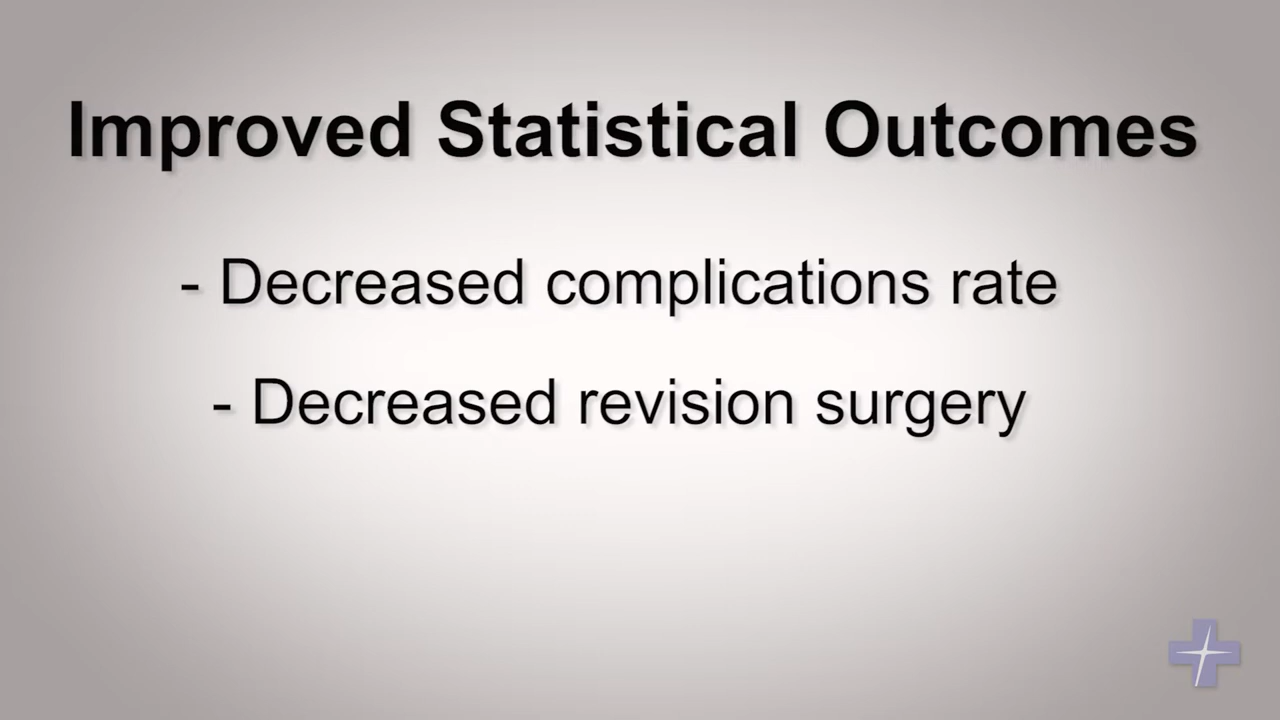 Improved Statistical Outcomes
- Decreased complications rate
- Decreased revision surgery